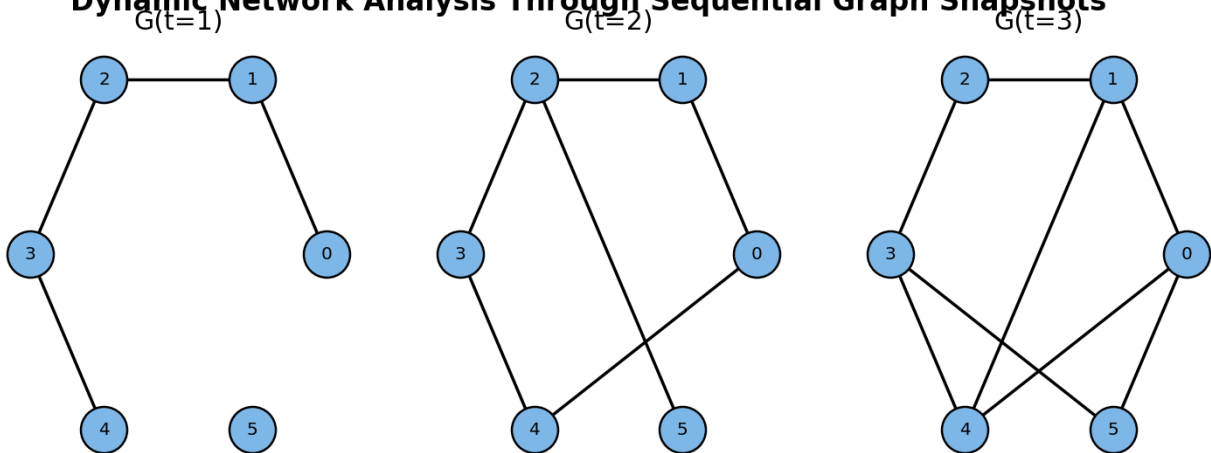 Dynamic Network Analysis Through Sequential Graph Snapshots
G(t=1) G(t=2) G(t=3)
2 1 2 1 2 1
3 0 3 0 3 0
4 5 4 5 4 5